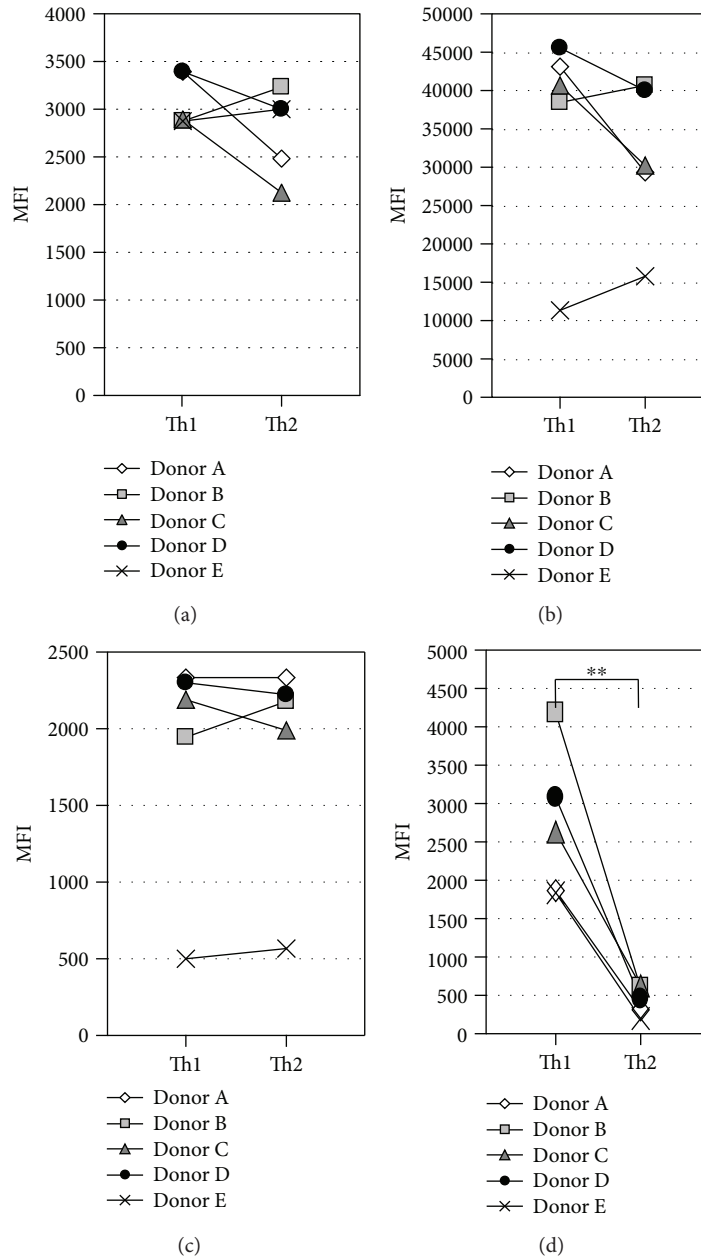 4000
3500
3000
2500
2000
1500
1000
500
0
MFI
Th1 Th2
Donor A
Donor B
Donor C
Donor D
Donor E
(a)
50000
45000
40000
35000
30000
25000
20000
15000
10000
5000
0
MFI
Th1 Th2
Donor A
Donor B
Donor C
Donor D
Donor E
(b)
2500
2000
1500
1000
500
0
MFI
Th1 Th2
Donor A
Donor B
Donor C
Donor D
Donor E
(c)
5000
4500
4000
3500
3000
2500
2000
1500
1000
500
0
MFI
**
Th1 Th2
Donor A
Donor B
Donor C
Donor D
Donor E
(d)